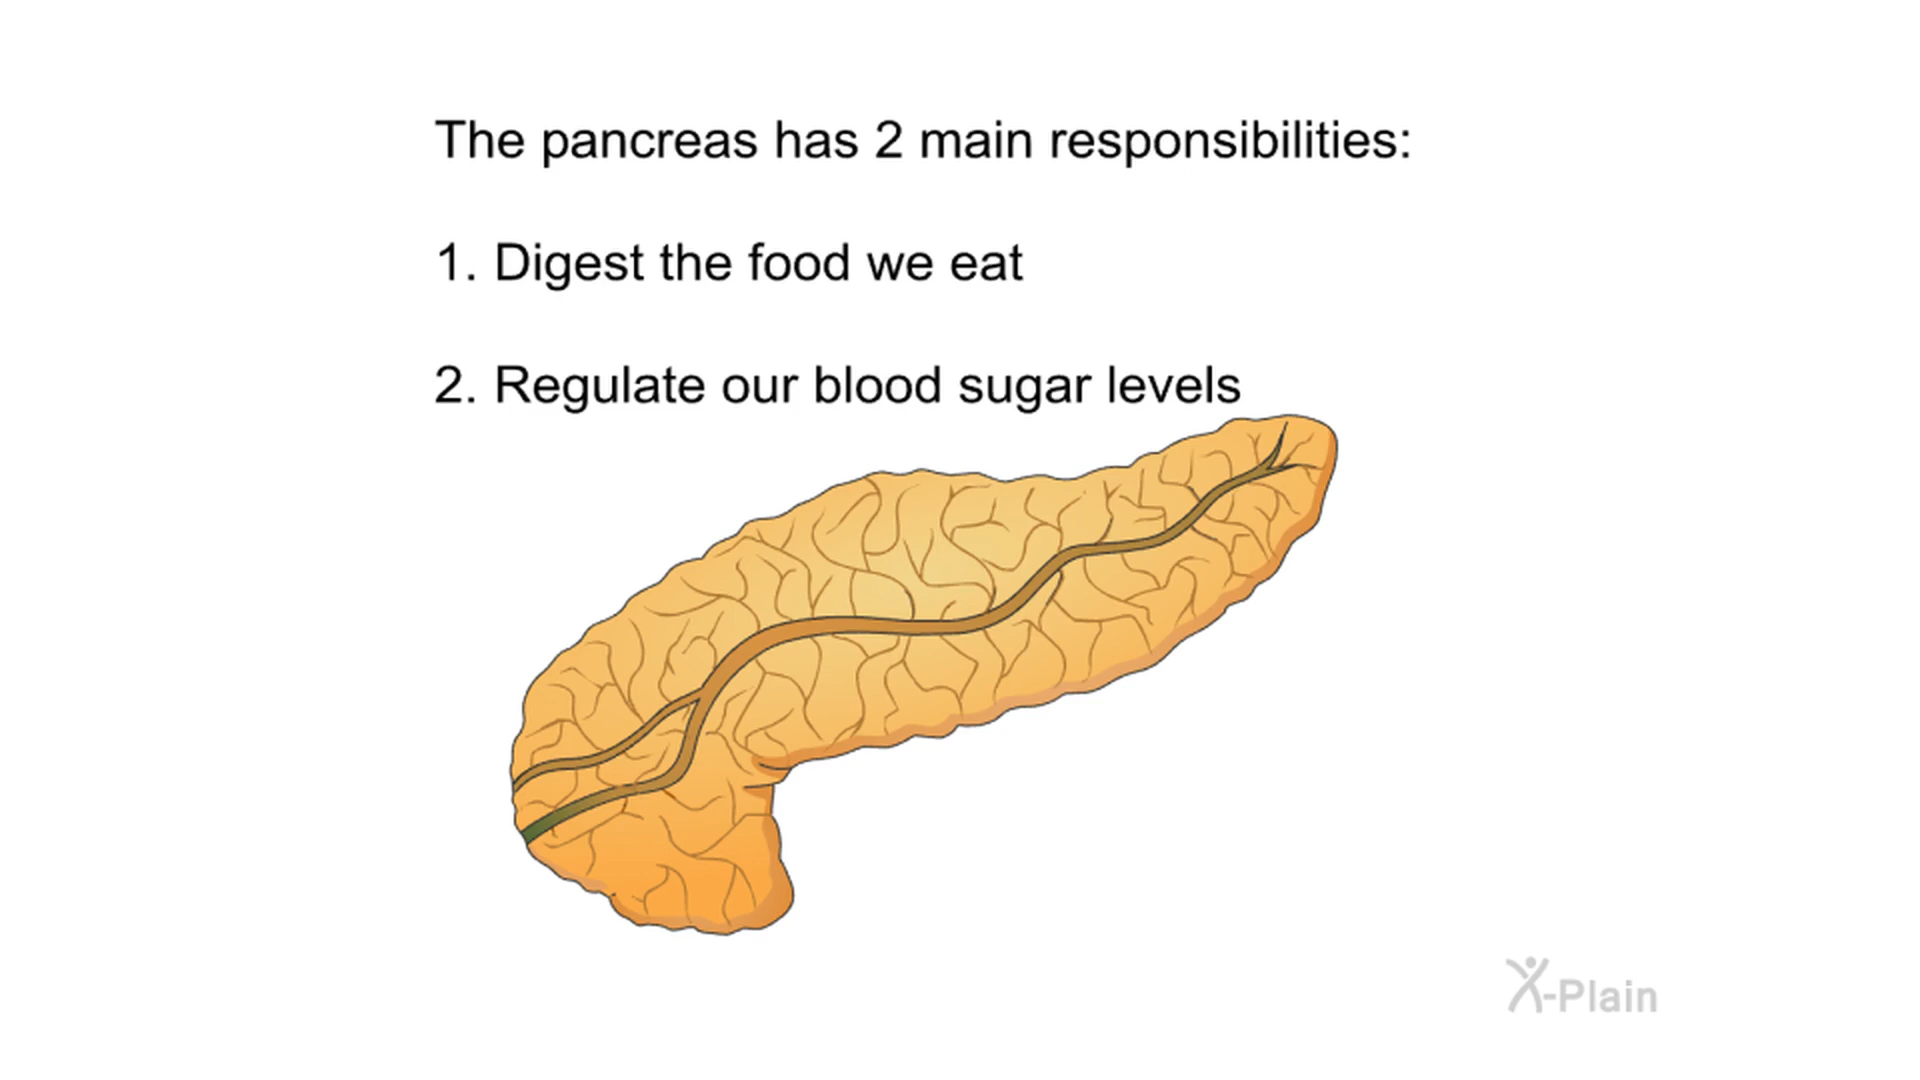 The pancreas has 2 main responsibilities:
1. Digest the food we eat
2. Regulate our blood sugar levels
X-Plain